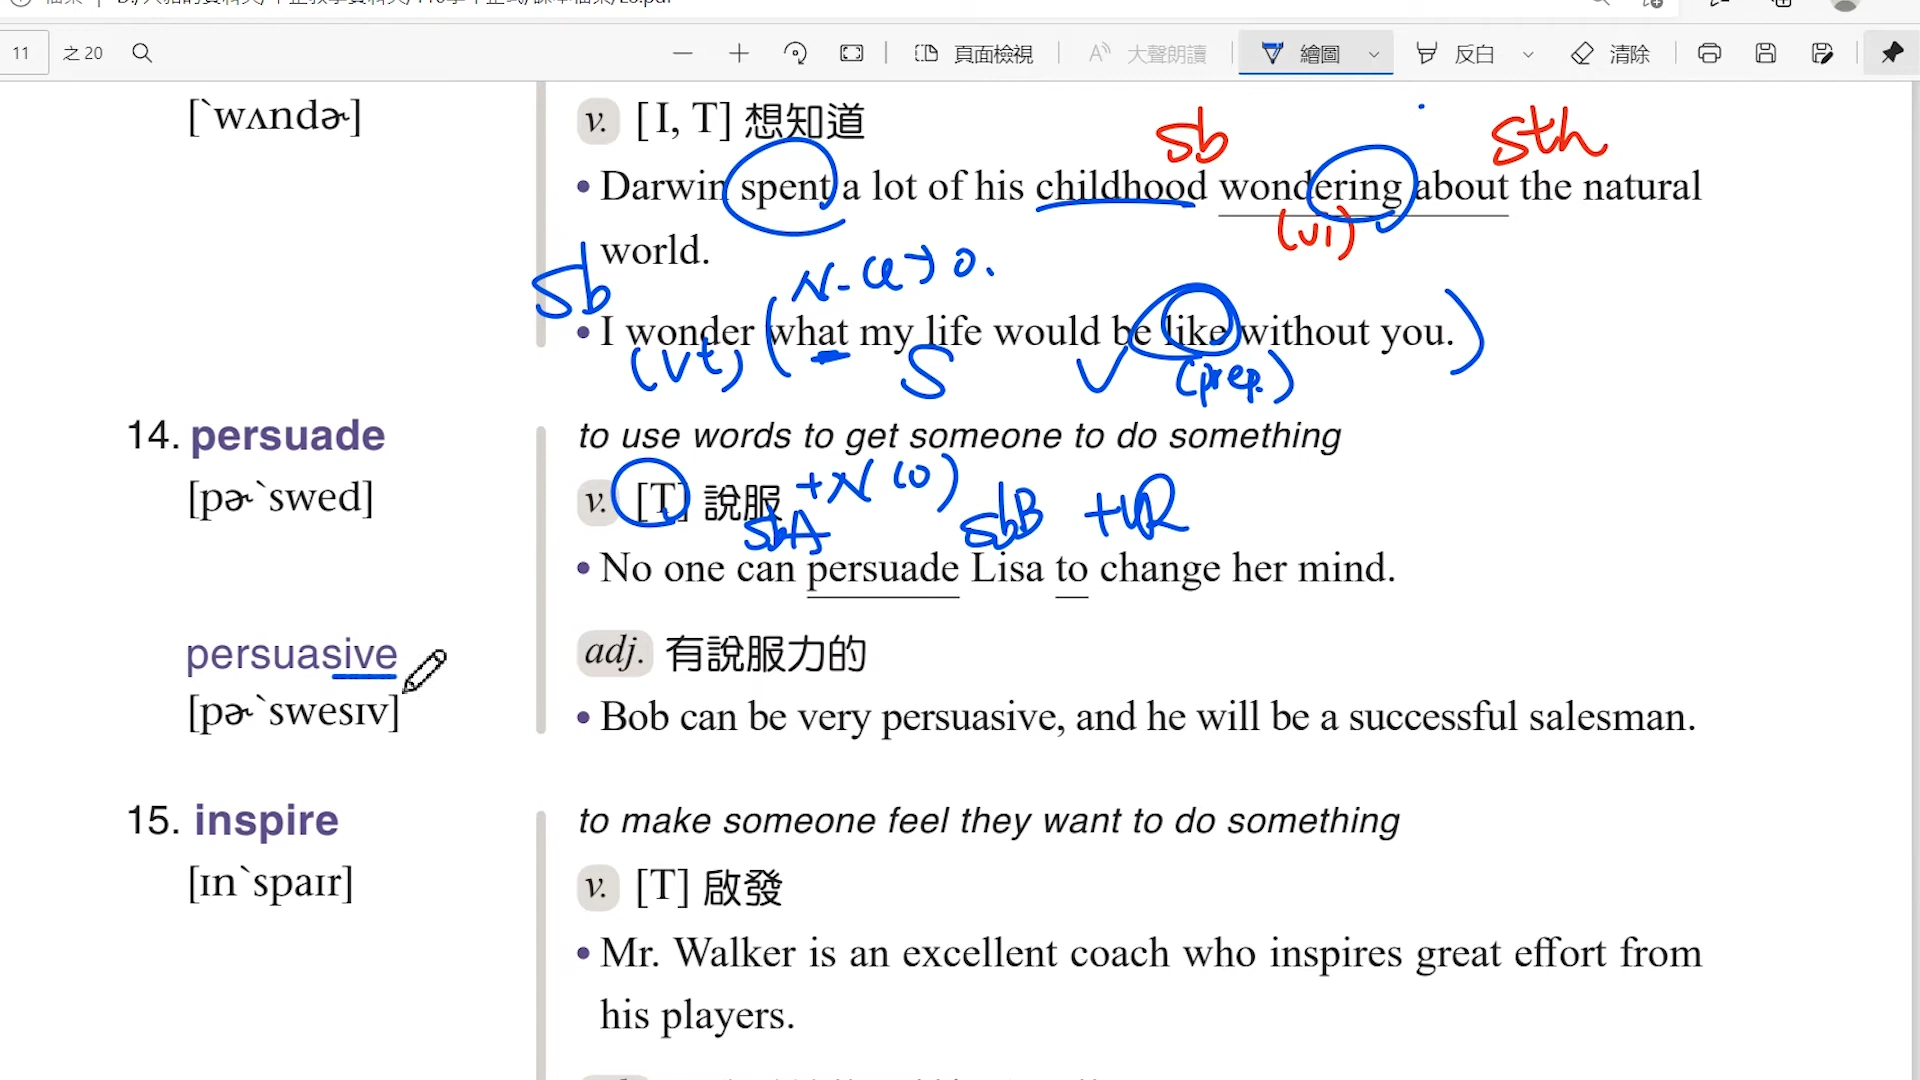 11 之 20 頁面檢視 大聲朗讀 繪圖 反白 清除
[ˋwʌndɚ] v. [I, T] 想知道
sb sth
• Darwin spent a lot of his childhood wondering about the natural
(vi)
world.
sb N-cl → O.
• I wonder what my life would be like without you.
(vt) S (prep.)
14. persuade to use words to get someone to do something
+N (O)
[pɚˋswed] v. [T] 說服
sbA sbB +VR
• No one can persuade Lisa to change her mind.
persuasive adj. 有說服力的
[pɚˋswesɪv] • Bob can be very persuasive, and he will be a successful salesman.
15. inspire to make someone feel they want to do something
[ɪnˋspaɪr] v. [T] 啟發
• Mr. Walker is an excellent coach who inspires great effort from
his players.